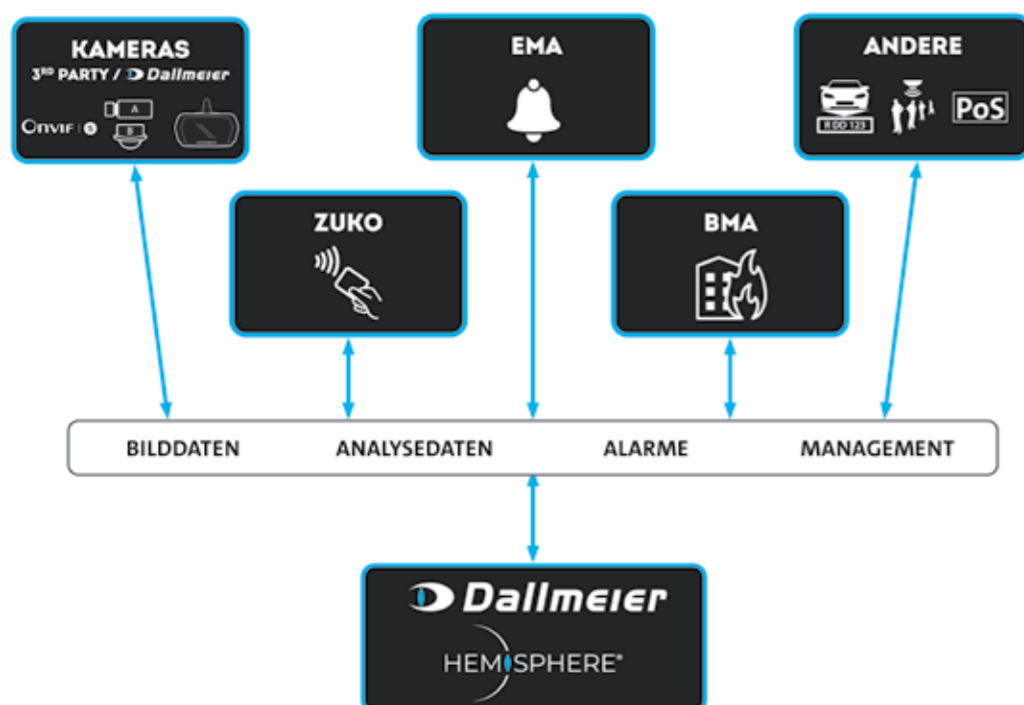 KAMERAS
3RD PARTY / Dallmeier
ONVIF | S
A
B
EMA
ANDERE
R DD 123
PoS
ZUKO
BMA
BILDDATEN ANALYSEDATEN ALARME MANAGEMENT
Dallmeier
HEMISPHERE®